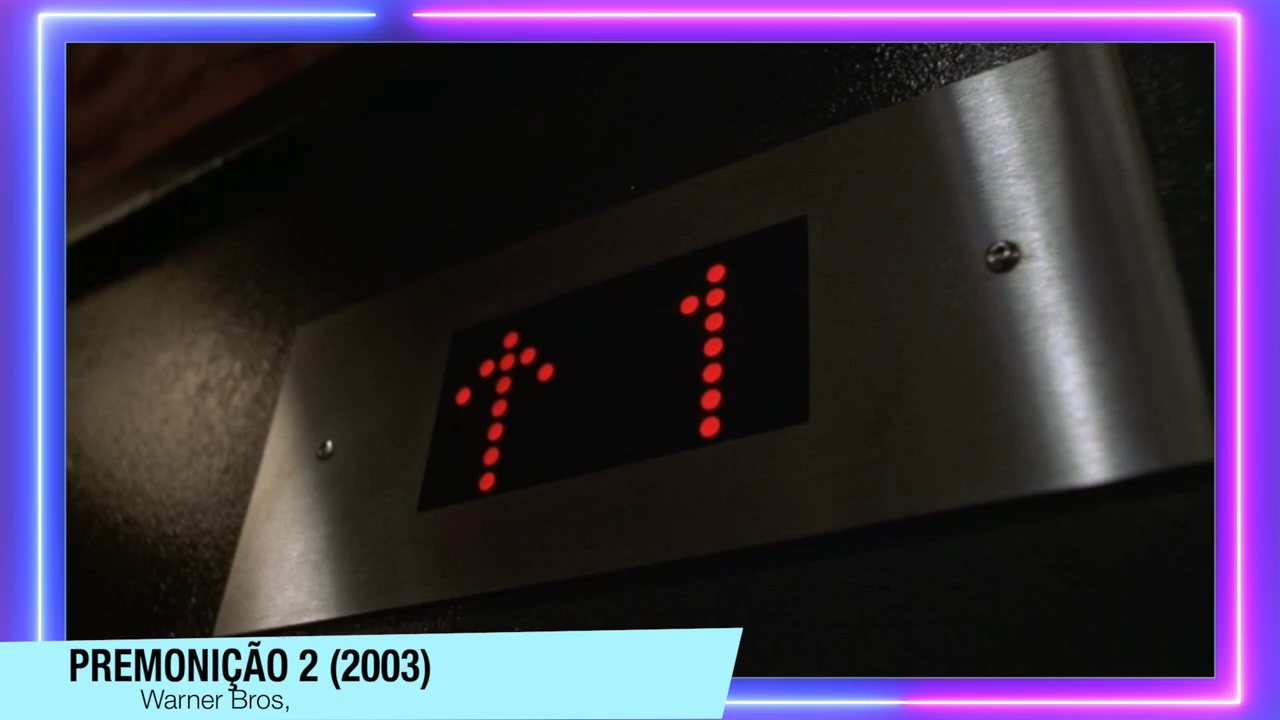 ↑ 1
PREMONIÇÃO 2 (2003)
Warner Bros,